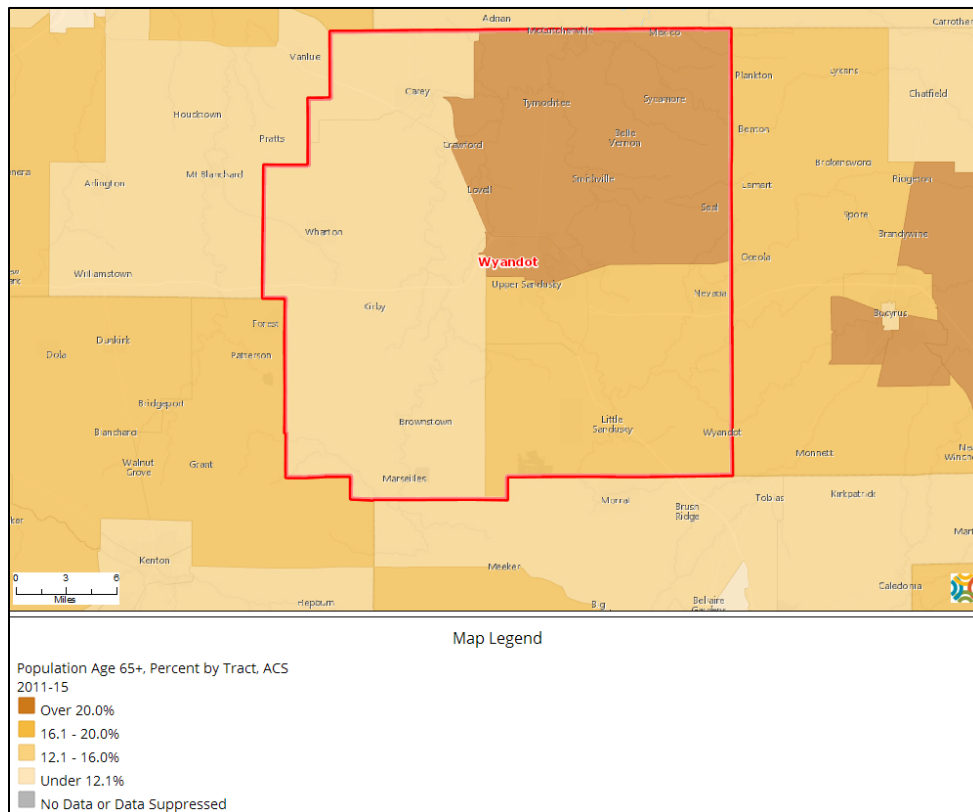 Adrian
Carrothers
McCutchenville
Mexico
Vanlue
Plankton
Lykens
Carey
Chatfield
Tymochtee
Sycamore
Houcktown
Benton
Pratts
Belle
Vernon
Crawford
Brokensword
Mt Blanchard
Smithville
Ridgeton
Arlington
Lovell
Lemert
Seal
Spore
Wharton
Brandywine
Wyandot
Osceola
Williamstown
Upper Sandusky
Nevada
Kirby
Bucyrus
Forest
Dunkirk
Dola
Patterson
Bridgeport
Brownstown
Little
Sandusky
Blanchard
Wyandot
Monnett
Walnut
Grove
Grant
Marseilles
Tobias
Kirkpatrick
Morral
Brush
Ridge
Kenton
Meeker
Caledonia
Hepburn
Big
Bellaire
0 3 6
Miles
Map Legend
Population Age 65+, Percent by Tract, ACS
2011-15
Over 20.0%
16.1 - 20.0%
12.1 - 16.0%
Under 12.1%
No Data or Data Suppressed